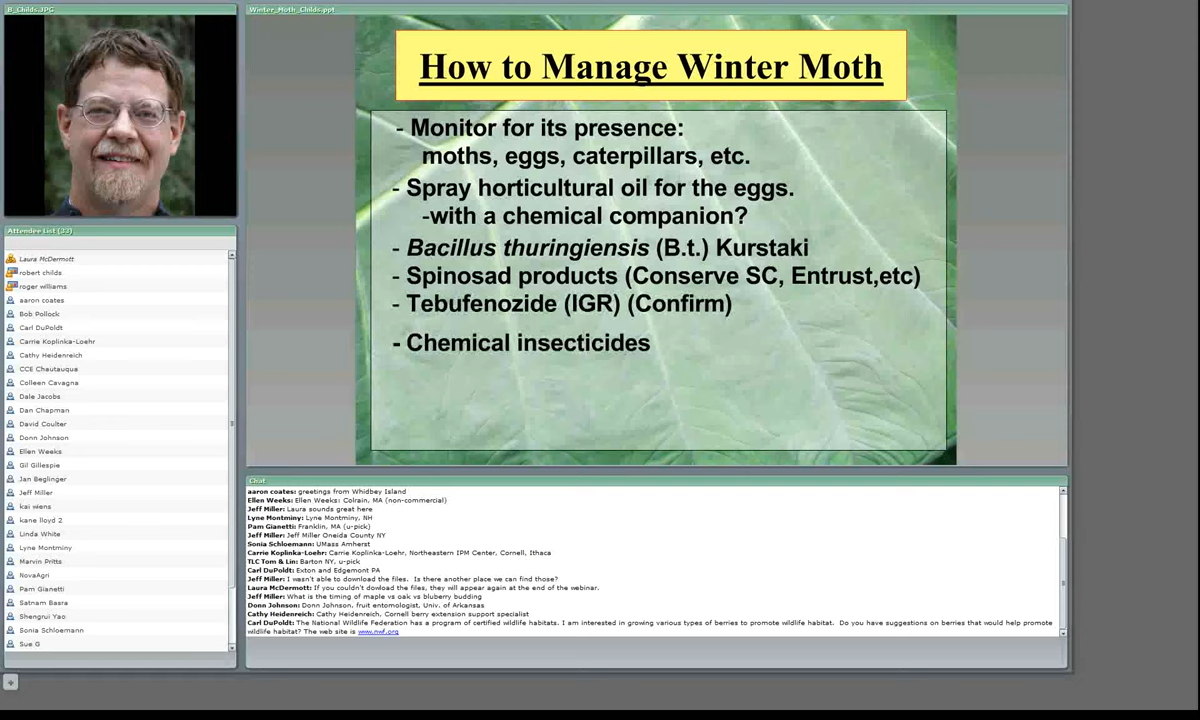 B_Childs.JPG
Winter_Moth_Childs.ppt
How to Manage Winter Moth
- Monitor for its presence:
moths, eggs, caterpillars, etc.
- Spray horticultural oil for the eggs.
-with a chemical companion?
- Bacillus thuringiensis (B.t.) Kurstaki
- Spinosad products (Conserve SC, Entrust,etc)
- Tebufenozide (IGR) (Confirm)
- Chemical insecticides
Attendee List (33)
Laura McDermott
robert childs
roger williams
aaron coates
Bob Pollock
Carl DuPoldt
Carrie Koplinka-Loehr
Cathy Heidenreich
CCE Chautauqua
Colleen Cavagna
Dale Jacobs
Dan Chapman
David Coulter
Donn Johnson
Ellen Weeks
Gil Gillespie
Jan Beglinger
Jeff Miller
kai wiens
kane lloyd 2
Linda White
Lyne Montminy
Marvin Pritts
NovaAgri
Pam Gianetti
Satnam Basra
Shengrui Yao
Sonia Schloemann
Sue G
Chat
aaron coates: greetings from Whidbey Island
Ellen Weeks: Ellen Weeks: Colrain, MA (non-commercial)
Jeff Miller: Laura sounds great here
Lyne Montminy: Lyne Montminy, NH
Pam Gianetti: Franklin, MA (u-pick)
Jeff Miller: Jeff Miller Oneida County NY
Sonia Schloemann: UMass Amherst
Carrie Koplinka-Loehr: Carrie Koplinka-Loehr, Northeastern IPM Center, Cornell, Ithaca
TLC Tom & Lin: Barton NY, u-pick
Carl DuPoldt: Exton and Edgemont PA
Jeff Miller: I wasn't able to download the files. Is there another place we can find those?
Laura McDermott: If you couldn't dowload the files, they will appear again at the end of the webinar.
Jeff Miller: What is the timing of maple vs oak vs bluberry budding
Donn Johnson: Donn Johnson, fruit entomologist, Univ. of Arkansas
Cathy Heidenreich: Cathy Heidenreich, Cornell berry extension support specialist
Carl DuPoldt: The National Wildlife Federation has a program of certified wildlife habitats. I am interested in growing various types of berries to promote wildlife habitat. Do you have suggestions on berries that would help promote
wildlife habitat? The web site is www.nwf.org